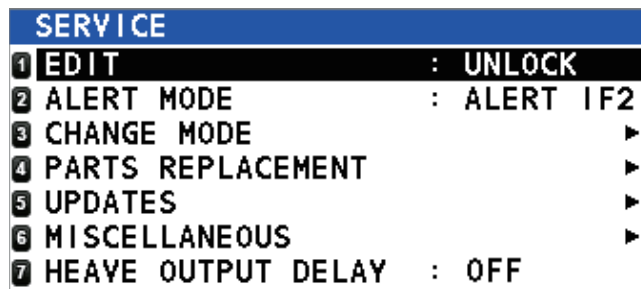 SERVICE
1 EDIT : UNLOCK
2 ALERT MODE : ALERT IF2
3 CHANGE MODE ▶
4 PARTS REPLACEMENT ▶
5 UPDATES ▶
6 MISCELLANEOUS ▶
7 HEAVE OUTPUT DELAY : OFF